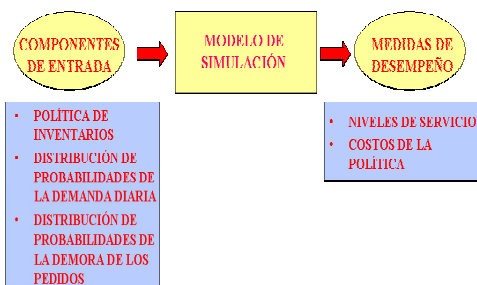 COMPONENTES
DE ENTRADA
MODELO DE
SIMULACIÓN
MEDIDAS DE
DESEMPEÑO
• POLÍTICA DE
INVENTARIOS
• DISTRIBUCIÓN DE
PROBABILIDADES DE
LA DEMANDA DIARIA
• DISTRIBUCIÓN DE
PROBABILIDADES DE
LA DEMORA DE LOS
PEDIDOS
• NIVELES DE SERVICIO
• COSTOS DE LA
POLÍTICA